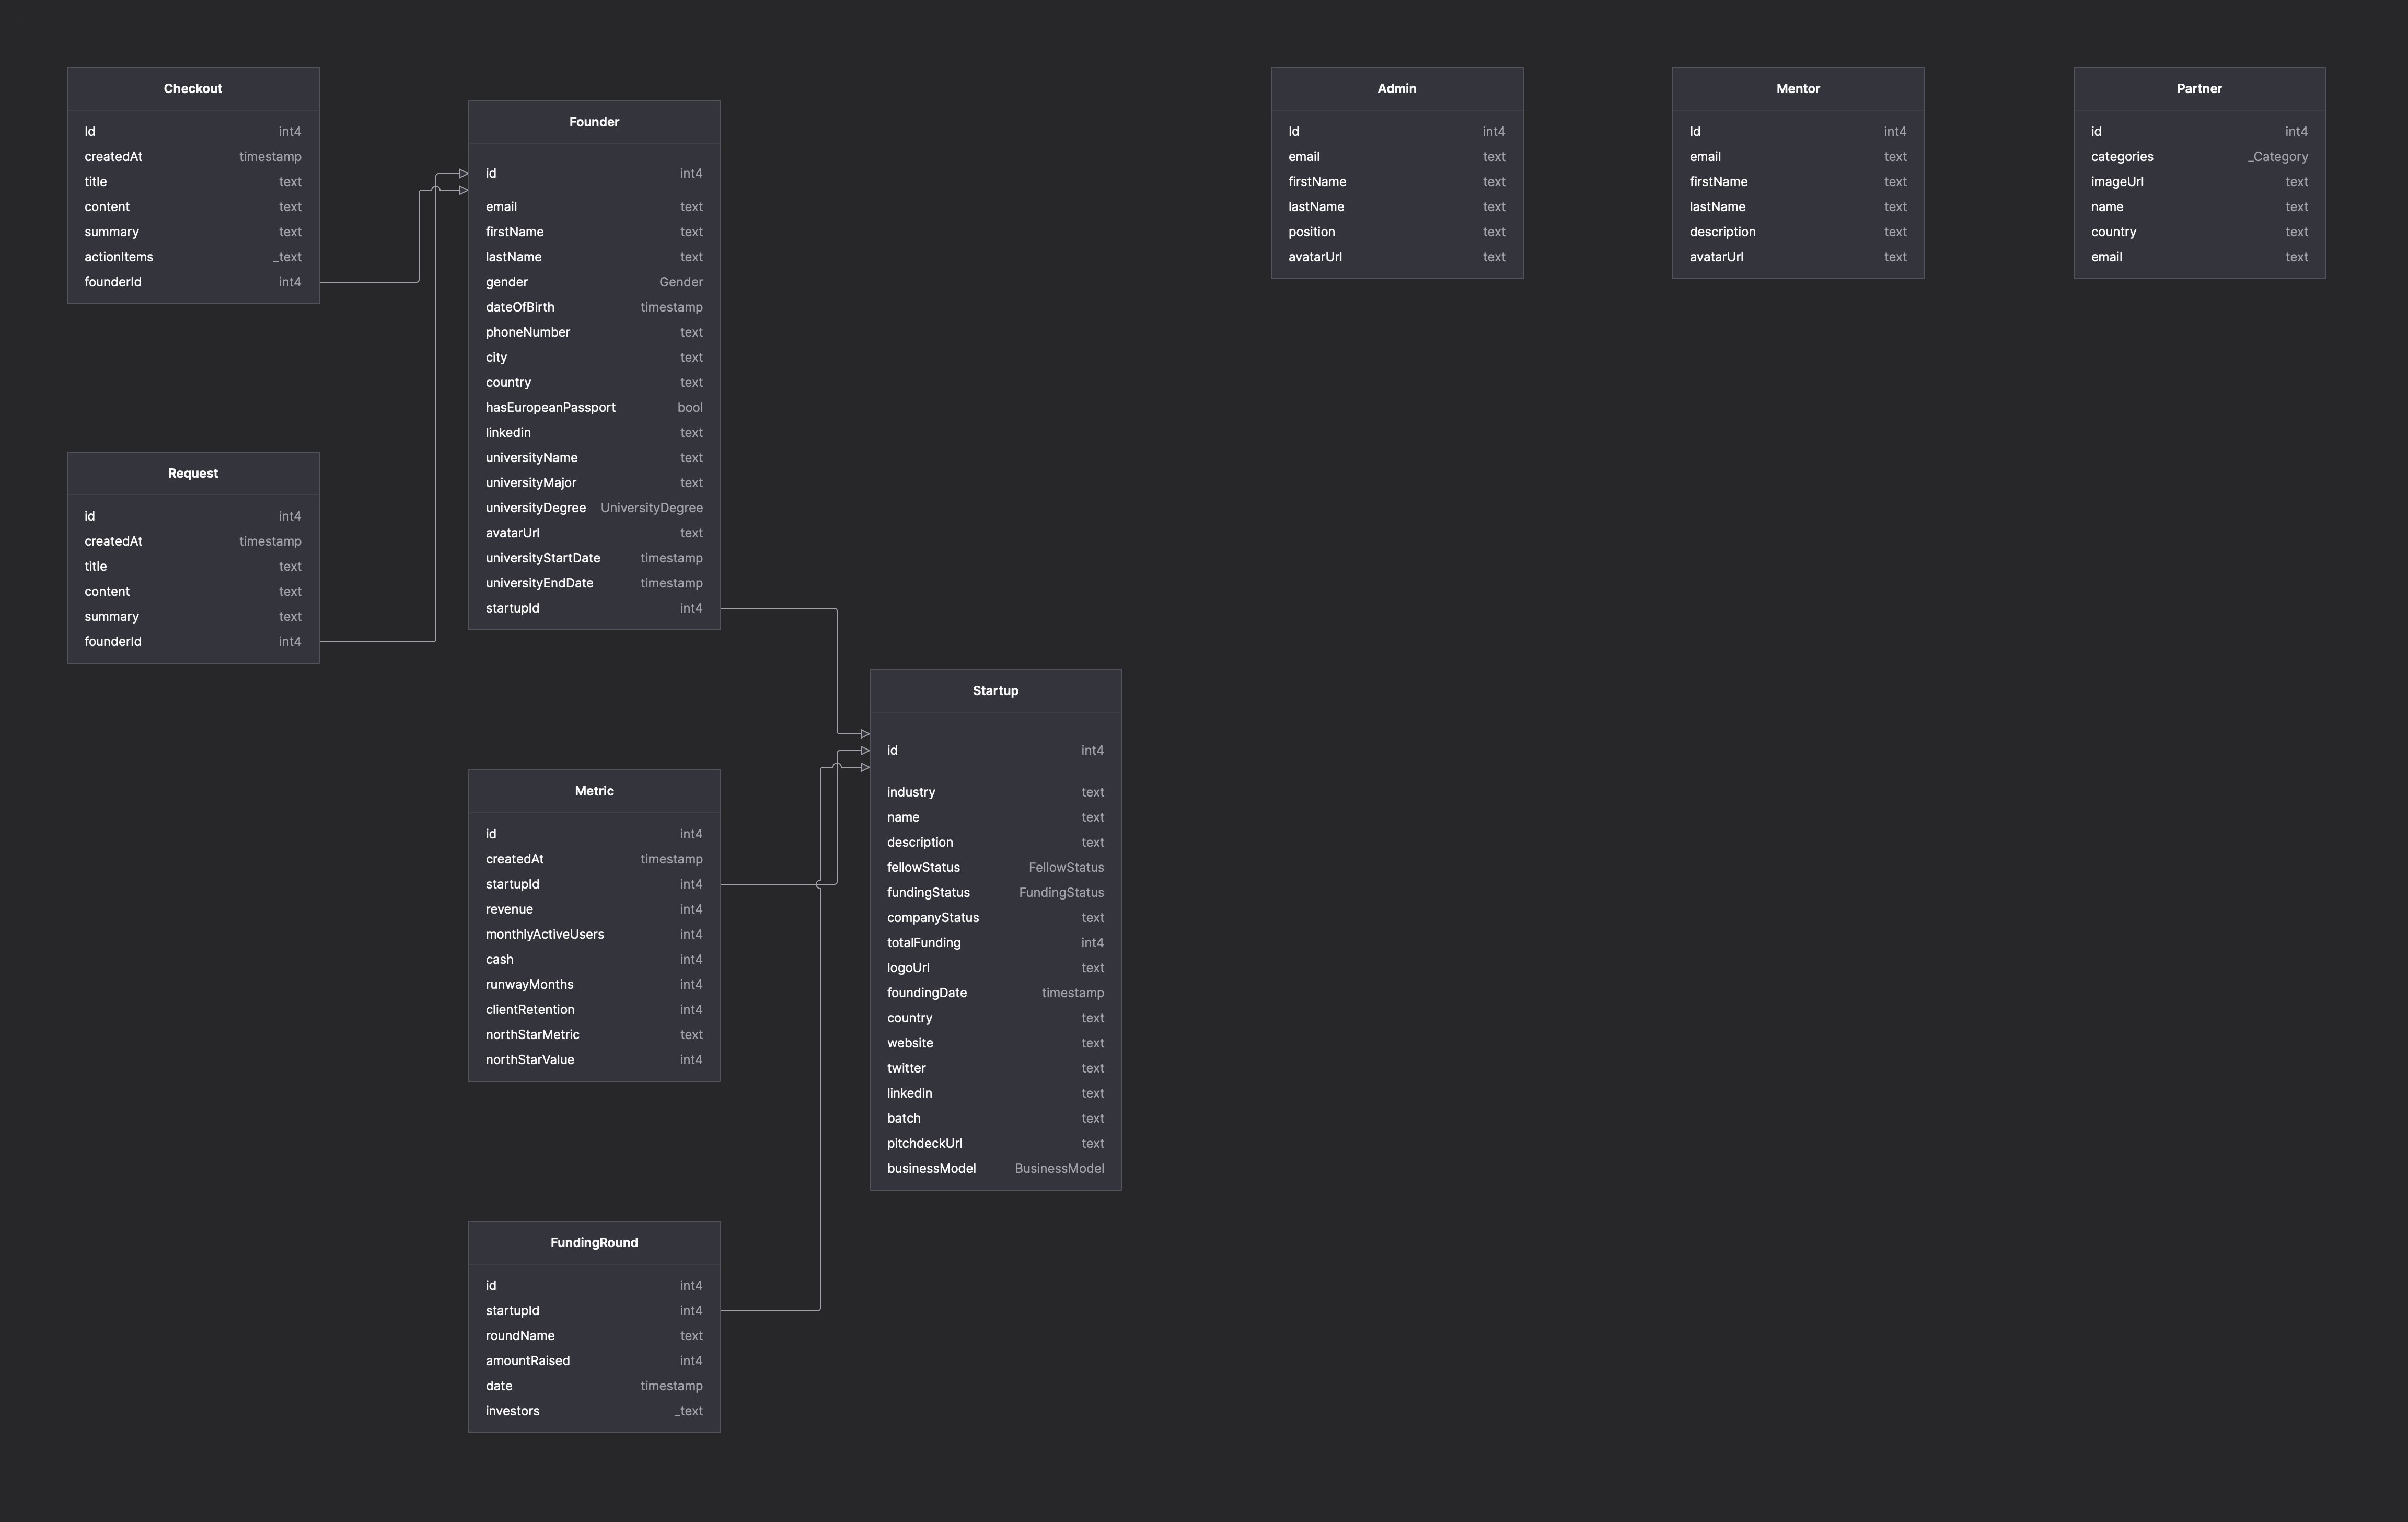 Checkout
Id int4
createdAt timestamp
title text
content text
summary text
actionItems _text
founderId int4
Founder
id int4
email text
firstName text
lastName text
gender Gender
dateOfBirth timestamp
phoneNumber text
city text
country text
hasEuropeanPassport bool
linkedin text
universityName text
universityMajor text
universityDegree UniversityDegree
avatarUrl text
universityStartDate timestamp
universityEndDate timestamp
startupId int4
Admin
Id int4
email text
firstName text
lastName text
position text
avatarUrl text
Mentor
Id int4
email text
firstName text
lastName text
description text
avatarUrl text
Partner
id int4
categories _Category
imageUrl text
name text
country text
email text
Request
id int4
createdAt timestamp
title text
content text
summary text
founderId int4
Startup
id int4
industry text
name text
description text
fellowStatus FellowStatus
fundingStatus FundingStatus
companyStatus text
totalFunding int4
logoUrl text
foundingDate timestamp
country text
website text
twitter text
linkedin text
batch text
pitchdeckUrl text
businessModel BusinessModel
Metric
id int4
createdAt timestamp
startupId int4
revenue int4
monthlyActiveUsers int4
cash int4
runwayMonths int4
clientRetention int4
northStarMetric text
northStarValue int4
FundingRound
id int4
startupId int4
roundName text
amountRaised int4
date timestamp
investors _text